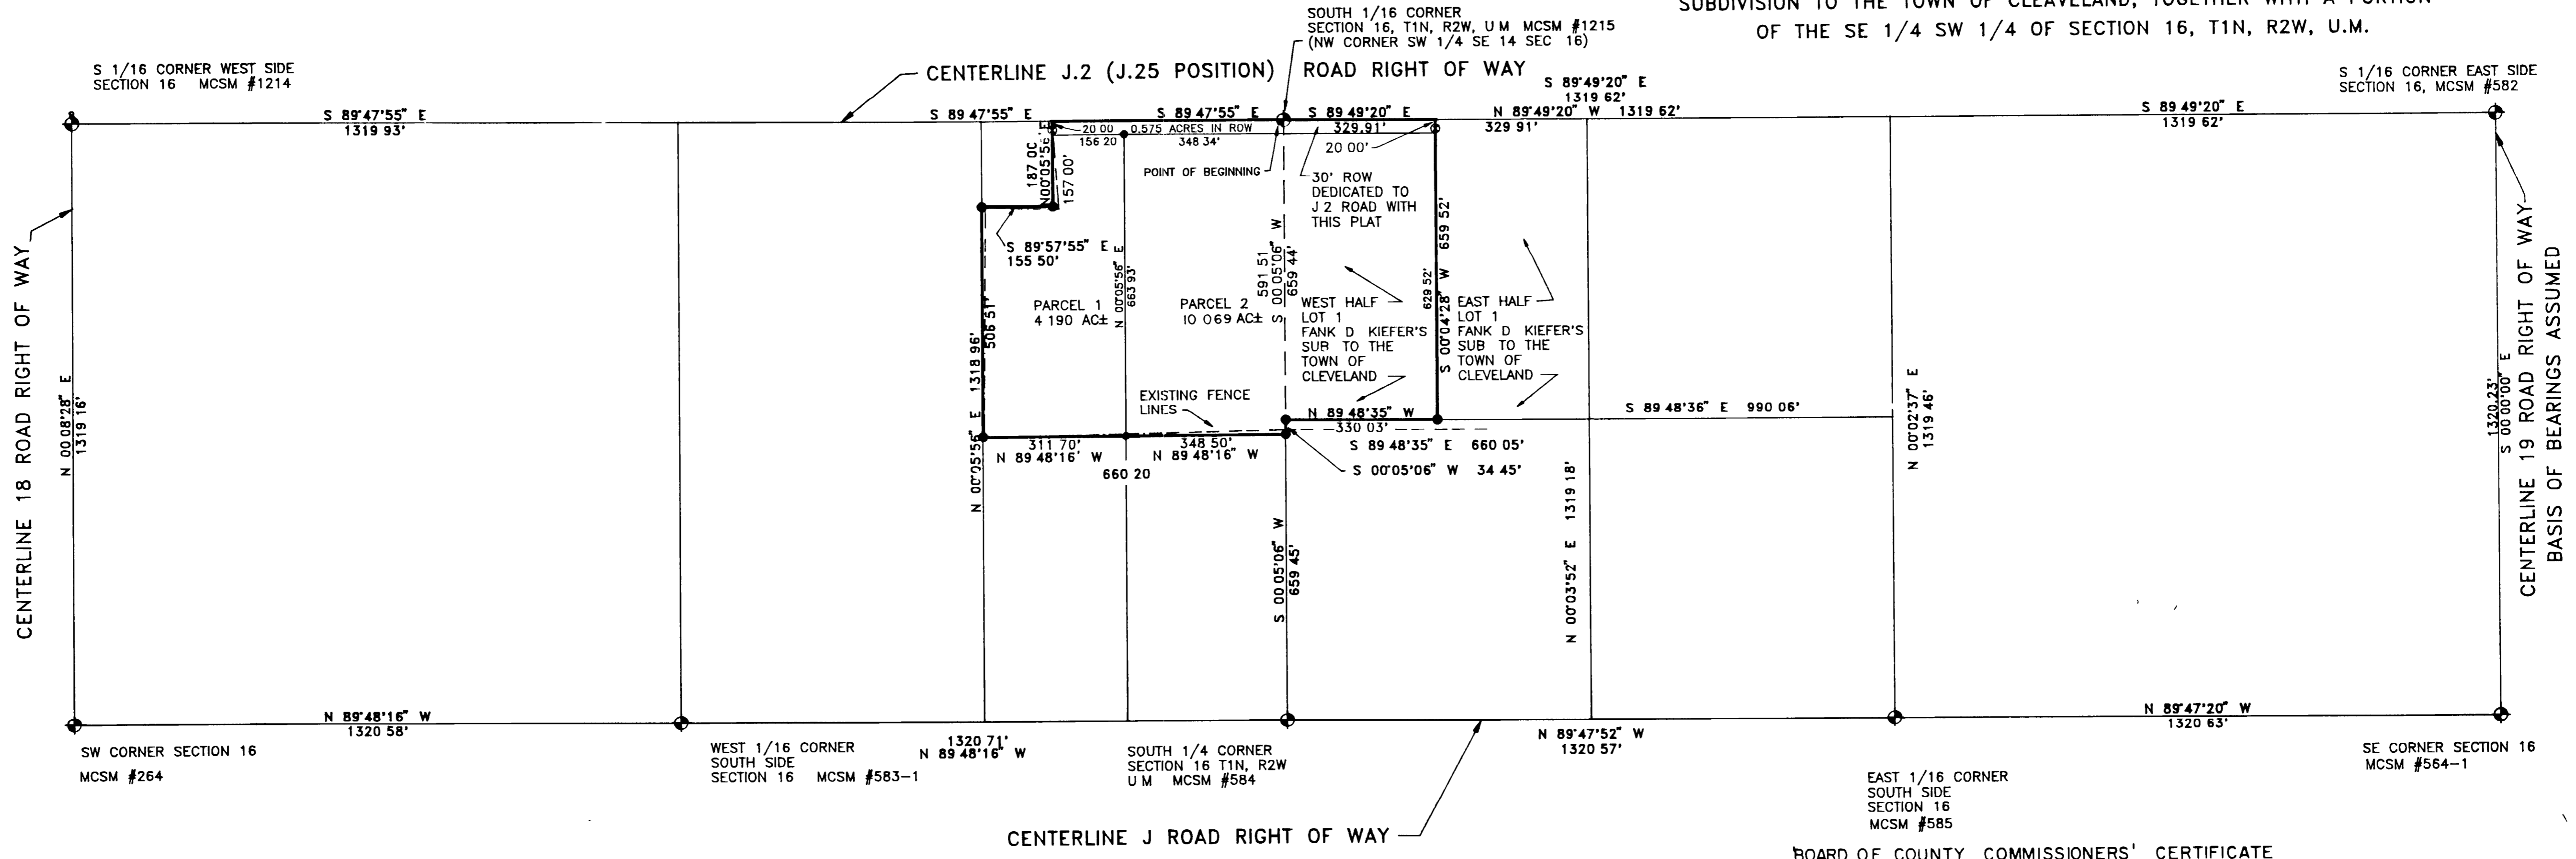 SUBDIVISION TO THE TOWN OF CLEAVELAND, TOGETHER WITH A PORTION
OF THE SE 1/4 SW 1/4 OF SECTION 16, T1N, R2W, U.M.
SOUTH 1/16 CORNER
SECTION 16, T1N, R2W, U M MCSM #1215
(NW CORNER SW 1/4 SE 14 SEC 16)
S 1/16 CORNER WEST SIDE
SECTION 16 MCSM #1214
CENTERLINE J.2 (J.25 POSITION) ROAD RIGHT OF WAY
S 89°49'20" E
1319 62'
S 1/16 CORNER EAST SIDE
SECTION 16, MCSM #582
S 89°47'55" E
1319 93'
S 89 47'55" E
S 89 47'55" E
S 89°49'20" E
329.91'
N 89°49'20" W 1319 62'
329 91'
S 89°49'20" E
1319 62'
20 00
0.575 ACRES IN ROW
156 20
348 34'
20 00'
187 0C
N00°05'56" E
157 00'
POINT OF BEGINNING
30' ROW
DEDICATED TO
J 2 ROAD WITH
THIS PLAT
S 89°57'55" E
155 50'
N 00°05'56" E
663 93'
591 51
S 00 05'06" W
659 44'
659 52'
629 52'
S 00°04'28" W
PARCEL 1
4 190 AC±
PARCEL 2
10 069 AC±
WEST HALF
LOT 1
FANK D KIEFER'S
SUB TO THE
TOWN OF
CLEVELAND
EAST HALF
LOT 1
FANK D KIEFER'S
SUB TO THE
TOWN OF
CLEVELAND
CENTERLINE 18 ROAD RIGHT OF WAY
N 00 08'28" E
1319 16'
506 51'
N 00°05'56" E 1318 96'
EXISTING FENCE
LINES
N 89 48'35" W
330 03'
S 89 48'36" E 990 06'
N 00°02'37" E
1319 46'
1320.23'
S 00°00'00" E
CENTERLINE 19 ROAD RIGHT OF WAY
BASIS OF BEARINGS ASSUMED
311 70'
N 89 48'16' W
348 50'
N 89 48'16" W
660 20
S 89 48'35" E 660 05'
S 00°05'06" W 34 45'
S 00 05'06" W
659 45'
N 00°03'52" E 1319 18'
N 89°48'16" W
1320 58'
SW CORNER SECTION 16
MCSM #264
WEST 1/16 CORNER
SOUTH SIDE
SECTION 16 MCSM #583-1
1320 71'
N 89 48'16" W
SOUTH 1/4 CORNER
SECTION 16 T1N, R2W
U M MCSM #584
N 89°47'52" W
1320 57'
N 89°47'20" W
1320 63'
SE CORNER SECTION 16
MCSM #564-1
EAST 1/16 CORNER
SOUTH SIDE
SECTION 16
MCSM #585
CENTERLINE J ROAD RIGHT OF WAY
BOARD OF COUNTY COMMISSIONERS' CERTIFICATE